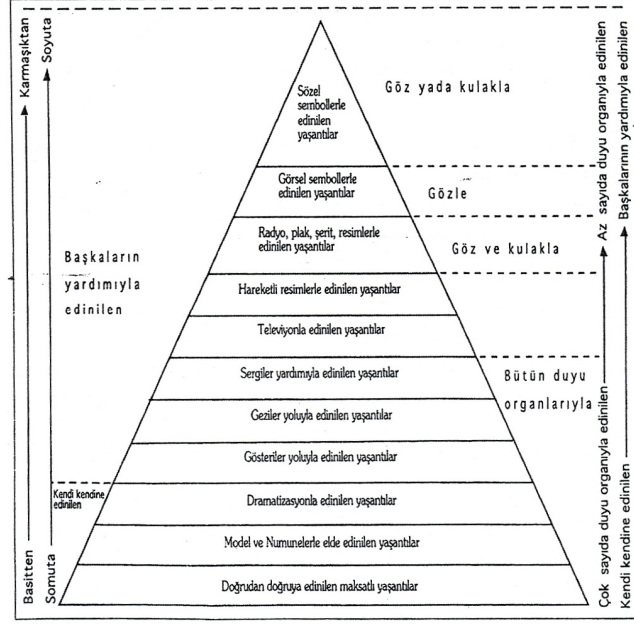 Karmaşıktan
Soyuta
Sözel
sembollerle
edinilen
yaşantılar
Göz yada kulakla
Görsel sembollerle
edinilen yaşantılar
Gözle
Radyo, plak, şerit, resimlerle
edinilen yaşantılar
Göz ve kulakla
Başkaların
yardımıyla
edinilen
Hareketli resimlerle edinilen yaşantılar
Televiyonla edinilen yaşantılar
Sergiler yardımıyla edinilen yaşantılar
Bütün duyu
organlarıyla
Geziler yoluyla edinilen yaşantılar
Gösteriler yoluyla edinilen yaşantılar
Kendi kendine
edinilen
Dramatizasyonla edinilen yaşantılar
Model ve Numunelerle elde edinilen yaşantılar
Doğrudan doğruya edinilen maksatlı yaşantılar
Basitten
Somuta
Az sayıda duyu organıyla edinilen
Başkalarının yardımıyla edinilen
Çok sayıda duyu organıyla edinilen
Kendi kendine edinilen